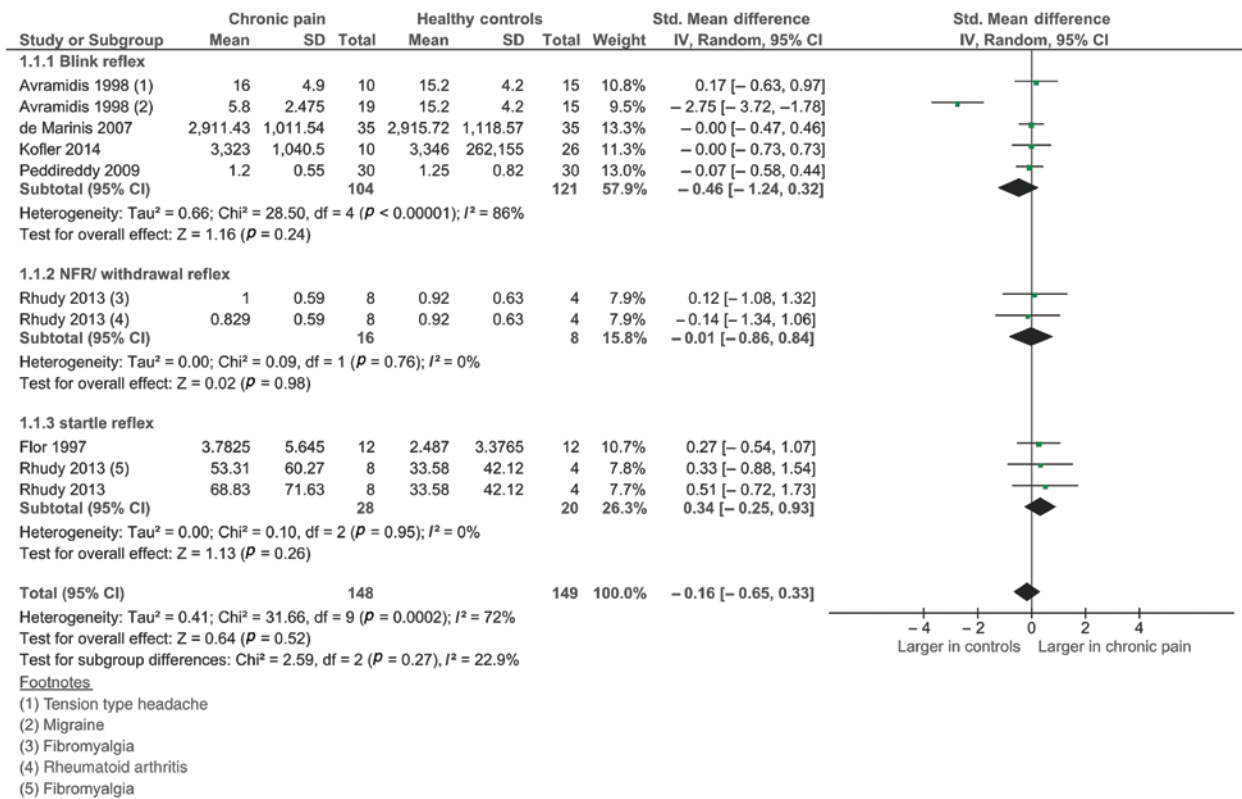 Chronic pain Healthy controls Std. Mean difference Std. Mean difference
Study or Subgroup Mean SD Total Mean SD Total Weight IV, Random, 95% CI IV, Random, 95% CI
1.1.1 Blink reflex
Avramidis 1998 (1) 16 4.9 10 15.2 4.2 15 10.8% 0.17 [− 0.63, 0.97]
Avramidis 1998 (2) 5.8 2.475 19 15.2 4.2 15 9.5% − 2.75 [− 3.72, −1.78]
de Marinis 2007 2,911.43 1,011.54 35 2,915.72 1,118.57 35 13.3% − 0.00 [− 0.47, 0.46]
Kofler 2014 3,323 1,040.5 10 3,346 262,155 26 11.3% − 0.00 [− 0.73, 0.73]
Peddireddy 2009 1.2 0.55 30 1.25 0.82 30 13.0% − 0.07 [− 0.58, 0.44]
Subtotal (95% CI) 104 121 57.9% − 0.46 [− 1.24, 0.32]
Heterogeneity: Tau² = 0.66; Chi² = 28.50, df = 4 (p < 0.00001); I² = 86%
Test for overall effect: Z = 1.16 (p = 0.24)
1.1.2 NFR/ withdrawal reflex
Rhudy 2013 (3) 1 0.59 8 0.92 0.63 4 7.9% 0.12 [− 1.08, 1.32]
Rhudy 2013 (4) 0.829 0.59 8 0.92 0.63 4 7.9% − 0.14 [− 1.34, 1.06]
Subtotal (95% CI) 16 8 15.8% − 0.01 [− 0.86, 0.84]
Heterogeneity: Tau² = 0.00; Chi² = 0.09, df = 1 (p = 0.76); I² = 0%
Test for overall effect: Z = 0.02 (p = 0.98)
1.1.3 startle reflex
Flor 1997 3.7825 5.645 12 2.487 3.3765 12 10.7% 0.27 [− 0.54, 1.07]
Rhudy 2013 (5) 53.31 60.27 8 33.58 42.12 4 7.8% 0.33 [− 0.88, 1.54]
Rhudy 2013 68.83 71.63 8 33.58 42.12 4 7.7% 0.51 [− 0.72, 1.73]
Subtotal (95% CI) 28 20 26.3% 0.34 [− 0.25, 0.93]
Heterogeneity: Tau² = 0.00; Chi² = 0.10, df = 2 (p = 0.95); I² = 0%
Test for overall effect: Z = 1.13 (p = 0.26)
Total (95% CI) 148 149 100.0% − 0.16 [− 0.65, 0.33]
Heterogeneity: Tau² = 0.41; Chi² = 31.66, df = 9 (p = 0.0002); I² = 72%
Test for overall effect: Z = 0.64 (p = 0.52)
Test for subgroup differences: Chi² = 2.59, df = 2 (p = 0.27), I² = 22.9%
− 4 − 2 0 2 4
Larger in controls Larger in chronic pain
Footnotes
(1) Tension type headache
(2) Migraine
(3) Fibromyalgia
(4) Rheumatoid arthritis
(5) Fibromyalgia